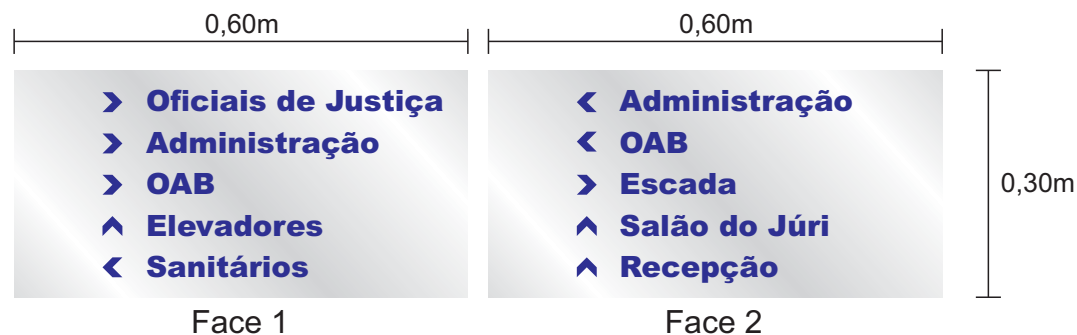 0,60m
0,60m
Oficiais de Justiça
Administração
OAB
Elevadores
Sanitários
Administração
OAB
Escada
Salão do Júri
Recepção
0,30m
Face 1
Face 2